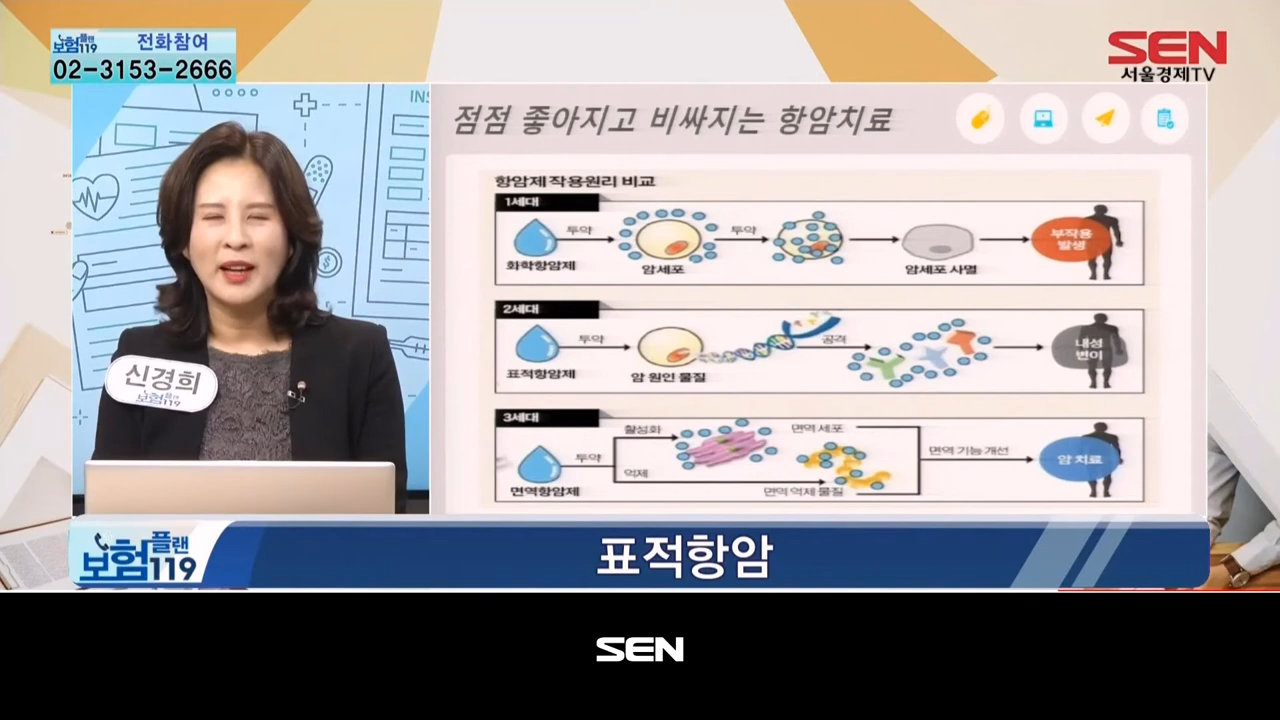 보험플랜119 전화참여
02-3153-2666
SEN
서울경제TV
INS
점점 좋아지고 비싸지는 항암치료
항암제 작용원리 비교
1세대
투약
투약
화학항암제
암세포
암세포 사멸
부작용
발생
2세대
투약
공격
표적항암제
암 원인 물질
내성
변이
3세대
활성화
면역 세포
투약
면역 기능 개선
암 치료
억제
면역항암제
면역 억제 물질
신경희
보험플랜119
보험플랜119
표적항암
SEN